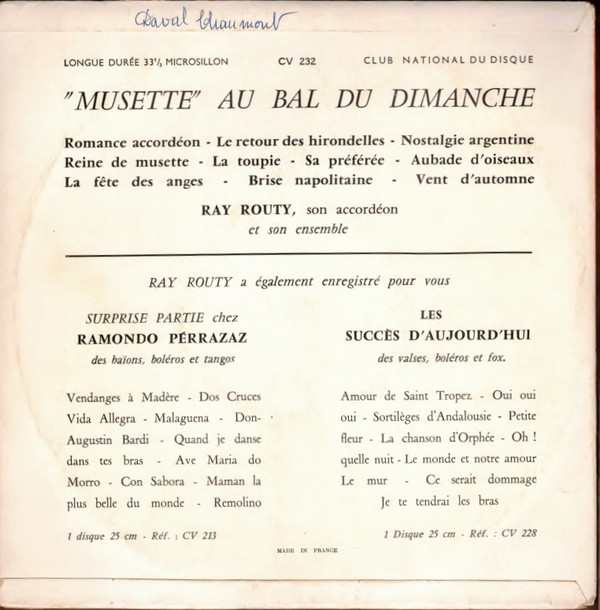 Daval Chaumont
LONGUE DURÉE 33¹/₃ MICROSILLON CV 232 CLUB NATIONAL DU DISQUE
"MUSETTE" AU BAL DU DIMANCHE
Romance accordéon - Le retour des hirondelles - Nostalgie argentine
Reine de musette - La toupie - Sa préférée - Aubade d'oiseaux
La fête des anges - Brise napolitaine - Vent d'automne
RAY ROUTY, son accordéon
et son ensemble
RAY ROUTY a également enregistré pour vous
SURPRISE PARTIE chez
RAMONDO PÉRRAZAZ
des baïons, boléros et tangos
Vendanges à Madère - Dos Cruces
Vida Allegra - Malaguena - Don-
Augustin Bardi - Quand je danse
dans tes bras - Ave Maria do
Morro - Con Sabora - Maman la
plus belle du monde - Remolino
1 disque 25 cm - Réf. : CV 213
LES
SUCCÈS D'AUJOURD'HUI
des valses, boléros et fox.
Amour de Saint Tropez - Oui oui
oui - Sortilèges d'Andalousie - Petite
fleur - La chanson d'Orphée - Oh !
quelle nuit - Le monde et notre amour
Le mur - Ce serait dommage
Je te tendrai les bras
1 Disque 25 cm - Réf. : CV 228
MADE IN FRANCE